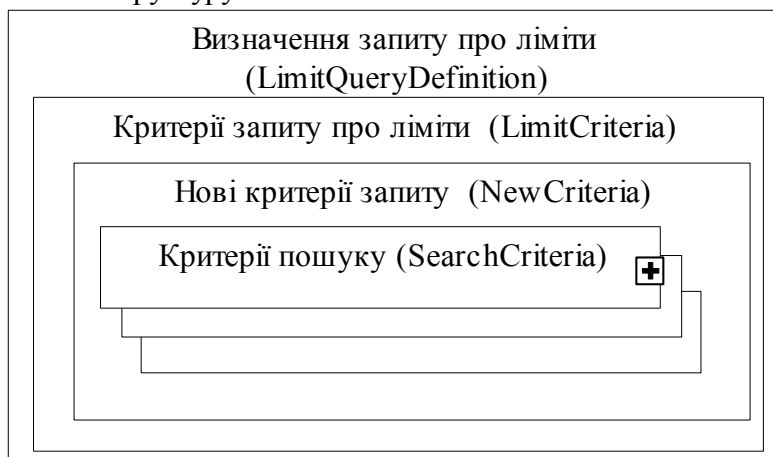 Визначення запиту про ліміти
(LimitQueryDefinition)
Критерії запиту про ліміти (LimitCriteria)
Нові критерії запиту (NewCriteria)
Критерії пошуку (SearchCriteria)